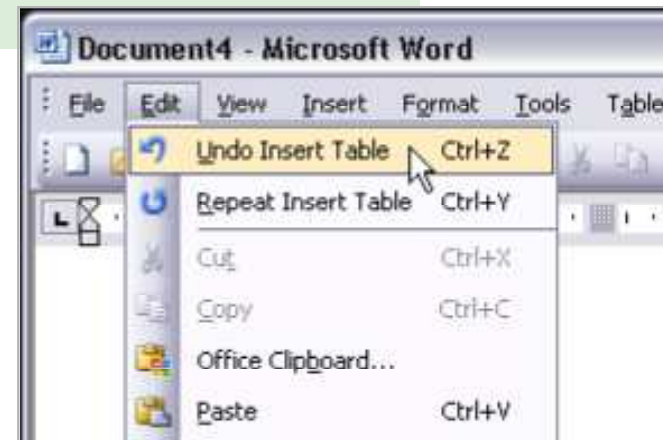 Document4 - Microsoft Word
File Edit View Insert Format Tools Table
Undo Insert Table Ctrl+Z
Repeat Insert Table Ctrl+Y
Cut Ctrl+X
Copy Ctrl+C
Office Clipboard...
Paste Ctrl+V